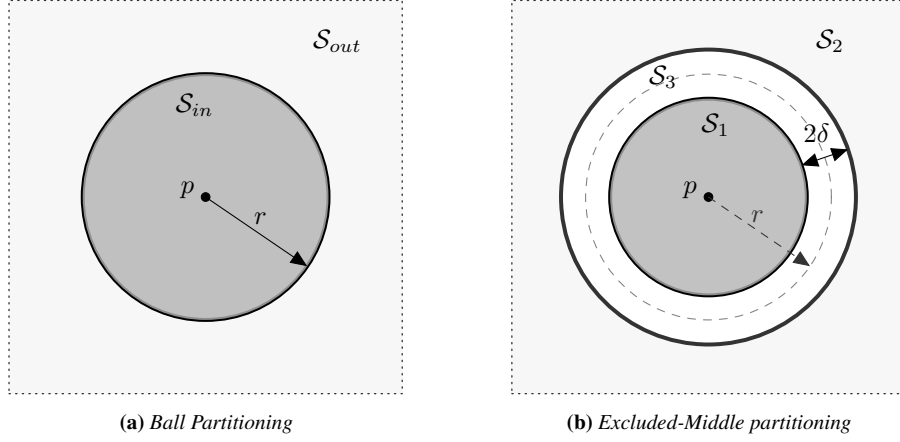 S_out
S_in
p
r
(a) Ball Partitioning
S_2
S_3
S_1
2δ
p
r
(b) Excluded-Middle partitioning